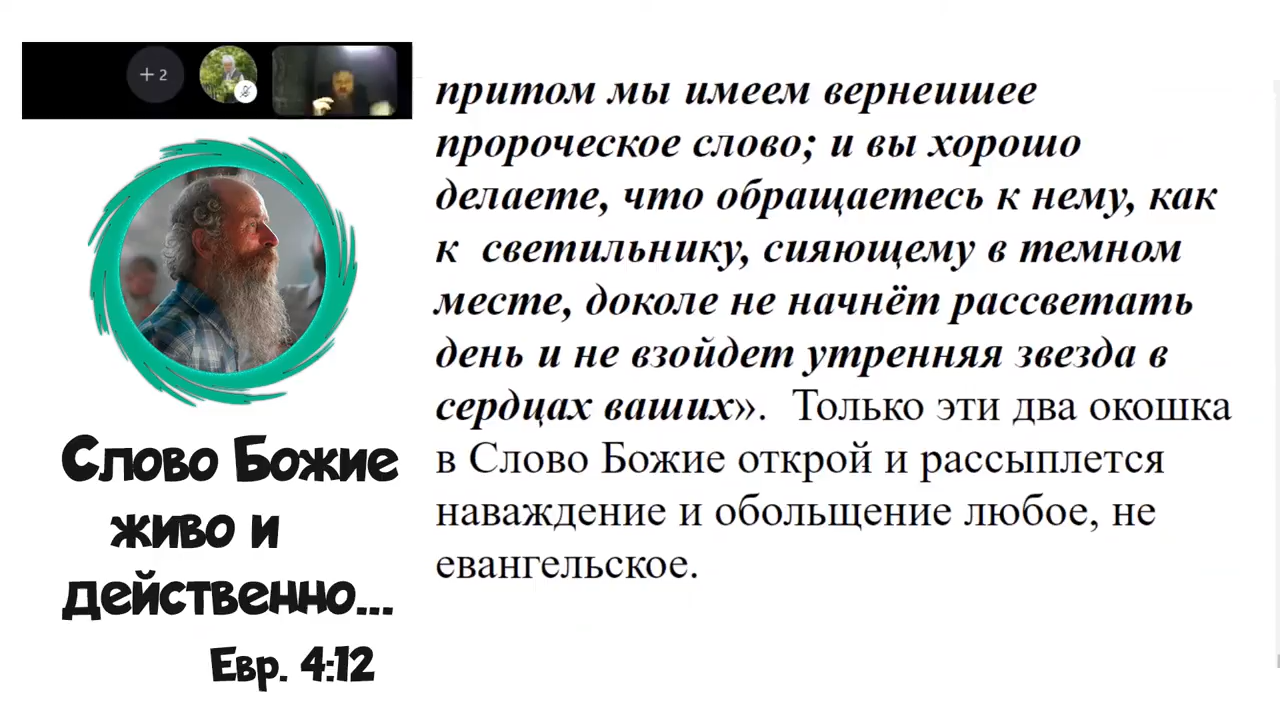 +2
притом мы имеем вернеишее
пророческое слово; и вы хорошо
делаете, что обращаетесь к нему, как
к светильнику, сияющему в темном
месте, доколе не начнёт рассветать
день и не взойдет утренняя звезда в
сердцах ваших». Только эти два окошка
в Слово Божие открой и рассыплется
наваждение и обольщение любое, не
евангельское.
Слово Божие
живо и
действенно...
Евр. 4:12